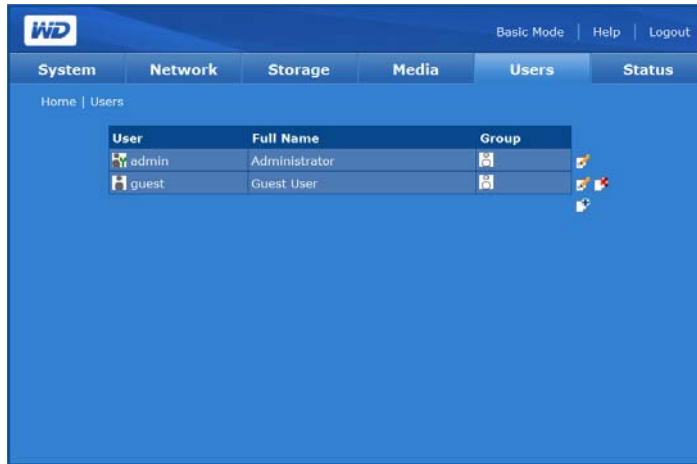 WD
Basic Mode | Help | Logout
System Network Storage Media Users Status
Home | Users
User Full Name Group
admin Administrator
guest Guest User